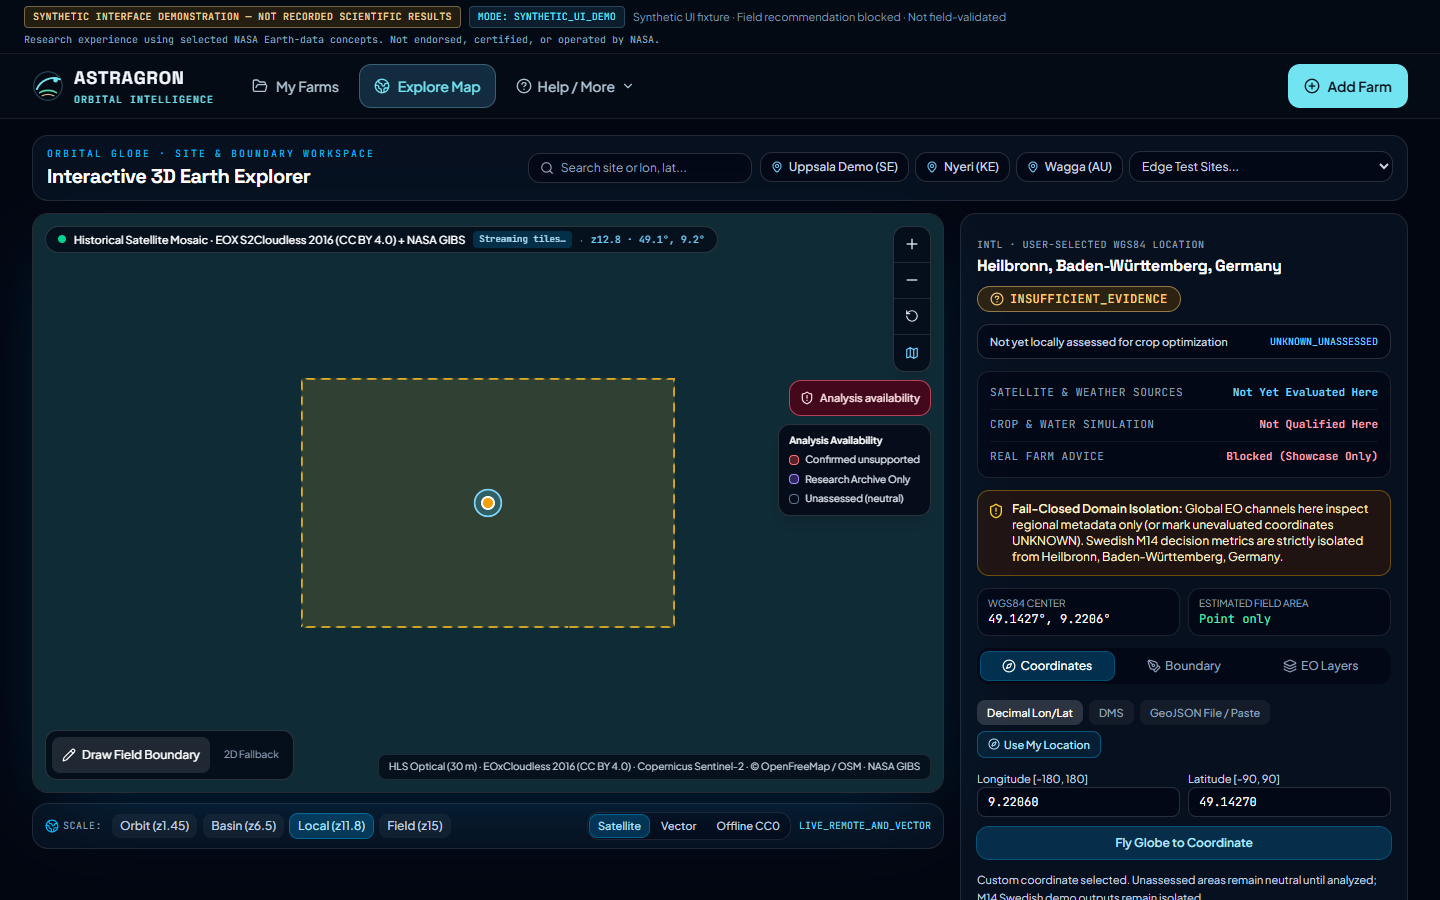 SYNTHETIC INTERFACE DEMONSTRATION — NOT RECORDED SCIENTIFIC RESULTS
MODE: SYNTHETIC_UI_DEMO
Synthetic UI fixture · Field recommendation blocked · Not field-validated
Research experience using selected NASA Earth-data concepts. Not endorsed, certified, or operated by NASA.
ASTRAGRON
ORBITAL INTELLIGENCE
My Farms
Explore Map
Help / More
Add Farm
ORBITAL GLOBE · SITE & BOUNDARY WORKSPACE
Interactive 3D Earth Explorer
Search site or lon, lat...
Uppsala Demo (SE)
Nyeri (KE)
Wagga (AU)
Edge Test Sites...
Historical Satellite Mosaic · EOX S2Cloudless 2016 (CC BY 4.0) + NASA GIBS
Streaming tiles…
· z12.8 · 49.1°, 9.2°
Analysis availability
Analysis Availability
Confirmed unsupported
Research Archive Only
Unassessed (neutral)
Draw Field Boundary
2D Fallback
HLS Optical (30 m) · EOxCloudless 2016 (CC BY 4.0) · Copernicus Sentinel-2 · © OpenFreeMap / OSM · NASA GIBS
SCALE:
Orbit (z1.45)
Basin (z6.5)
Local (z11.8)
Field (z15)
Satellite
Vector
Offline CC0
LIVE_REMOTE_AND_VECTOR
INTL · USER-SELECTED WGS84 LOCATION
Heilbronn, Baden-Württemberg, Germany
INSUFFICIENT_EVIDENCE
Not yet locally assessed for crop optimization
UNKNOWN_UNASSESSED
SATELLITE & WEATHER SOURCES
Not Yet Evaluated Here
CROP & WATER SIMULATION
Not Qualified Here
REAL FARM ADVICE
Blocked (Showcase Only)
Fail-Closed Domain Isolation: Global EO channels here inspect
regional metadata only (or mark unevaluated coordinates
UNKNOWN). Swedish M14 decision metrics are strictly isolated
from Heilbronn, Baden-Württemberg, Germany.
WGS84 CENTER
49.1427°, 9.2206°
ESTIMATED FIELD AREA
Point only
Coordinates
Boundary
EO Layers
Decimal Lon/Lat
DMS
GeoJSON File / Paste
Use My Location
Longitude [-180, 180]
Latitude [-90, 90]
9.22060
49.14270
Fly Globe to Coordinate
Custom coordinate selected. Unassessed areas remain neutral until analyzed;
M14 Swedish demo outputs remain isolated.